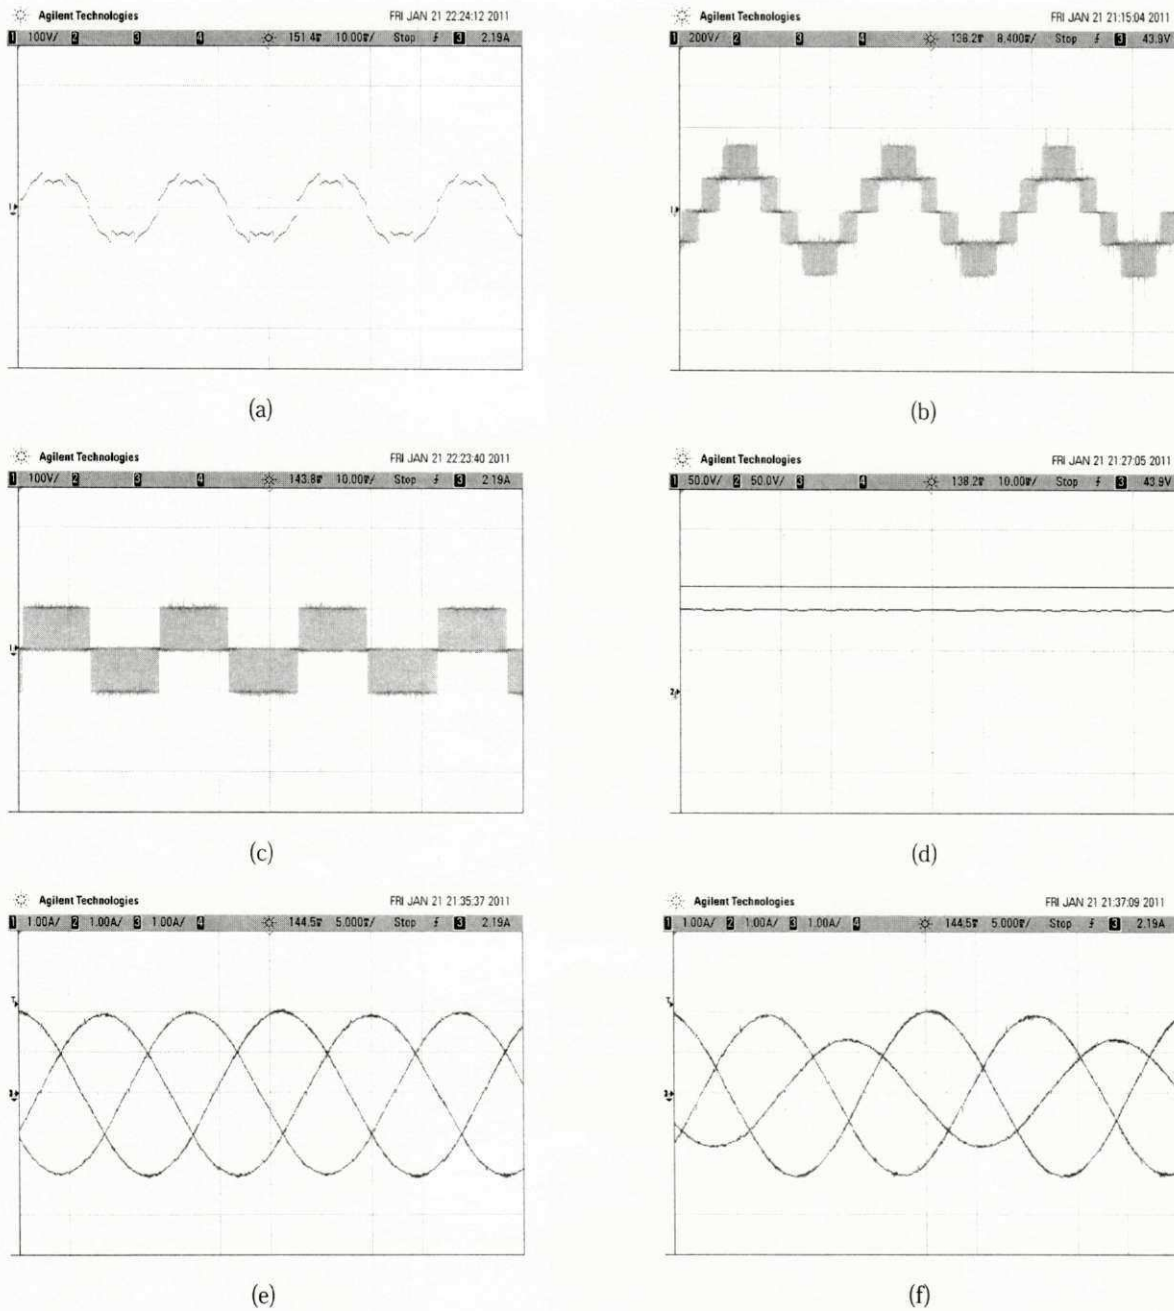 Agilent Technologies FRI JAN 21 22:24:12 2011
1 100V/ 2 3 4 151.4▼ 10.00▼/ Stop 3 2.19A
(a)
Agilent Technologies FRI JAN 21 21:15:04 2011
1 200V/ 2 3 4 138.2▼ 8.400▼/ Stop 3 43.9V
(b)
Agilent Technologies FRI JAN 21 22:23:40 2011
1 100V/ 2 3 4 143.8▼ 10.00▼/ Stop 3 2.19A
(c)
Agilent Technologies FRI JAN 21 21:27:05 2011
1 50.0V/ 2 50.0V/ 3 4 138.2▼ 10.00▼/ Stop 3 43.9V
(d)
Agilent Technologies FRI JAN 21 21:35:37 2011
1 1.00A/ 2 1.00A/ 3 1.00A/ 4 144.5▼ 5.000▼/ Stop 3 2.19A
(e)
Agilent Technologies FRI JAN 21 21:37:09 2011
1 1.00A/ 2 1.00A/ 3 1.00A/ 4 144.5▼ 5.000▼/ Stop 3 2.19A
(f)